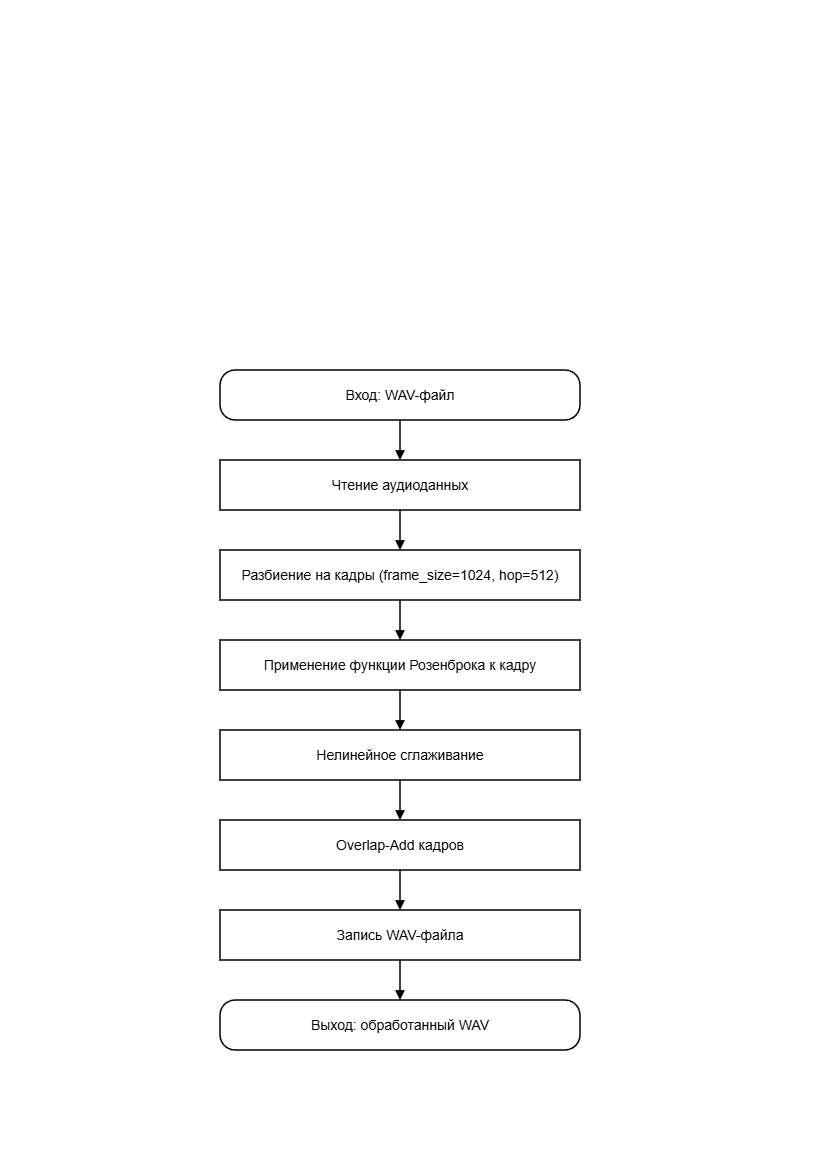 Вход: WAV-файл
Чтение аудиоданных
Разбиение на кадры (frame_size=1024, hop=512)
Применение функции Розенброка к кадру
Нелинейное сглаживание
Overlap-Add кадров
Запись WAV-файла
Выход: обработанный WAV